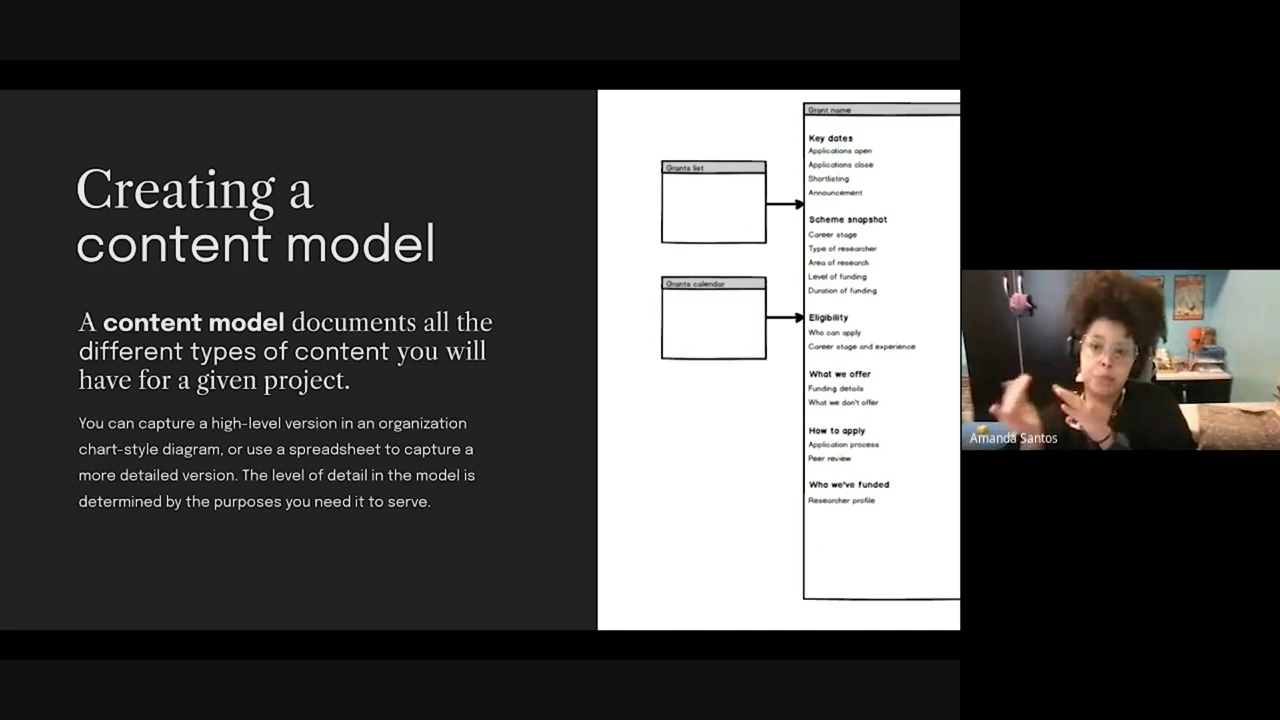 Creating a
content model
A content model documents all the
different types of content you will
have for a given project.
You can capture a high-level version in an organization
chart-style diagram, or use a spreadsheet to capture a
more detailed version. The level of detail in the model is
determined by the purposes you need it to serve.
Grants list
Grants calendar
Grant name
Key dates
Applications open
Applications close
Shortlisting
Announcement
Scheme snapshot
Career stage
Type of researcher
Area of research
Level of funding
Duration of funding
Eligibility
Who can apply
Career stage and experience
What we offer
Funding details
What we don't offer
How to apply
Application process
Peer review
Who we've funded
Researcher profile
Amanda Santos